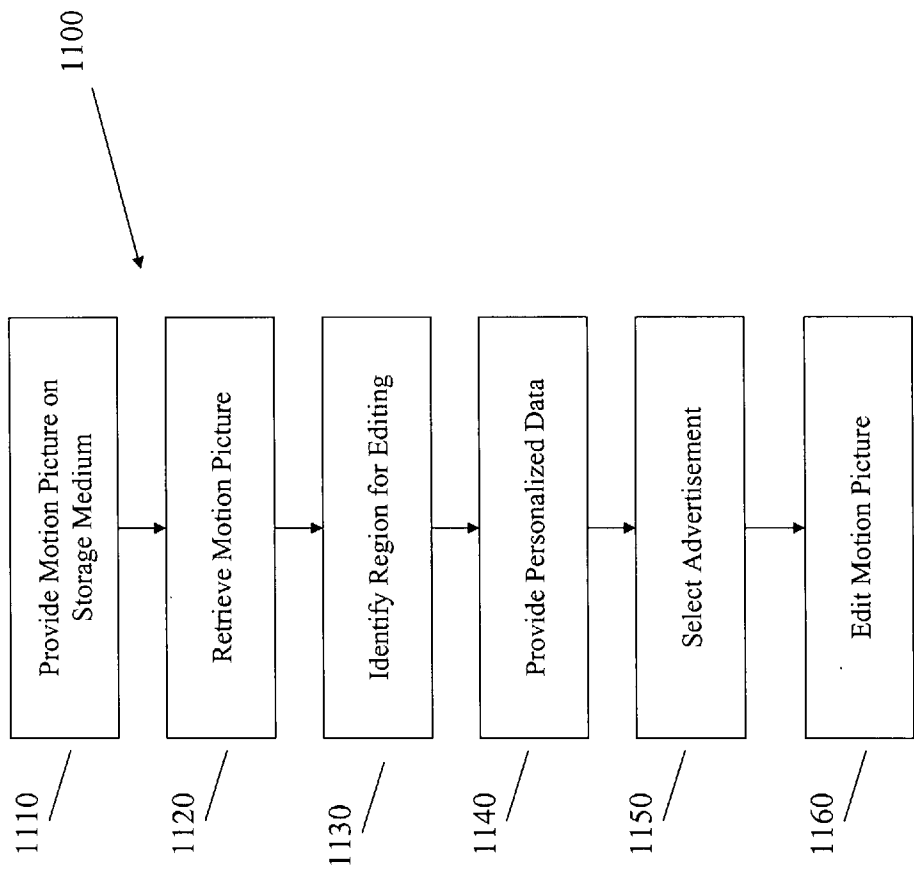 1100
1110
Provide Motion Picture on
Storage Medium
1120
Retrieve Motion Picture
1130
Identify Region for Editing
1140
Provide Personalized Data
1150
Select Advertisement
1160
Edit Motion Picture